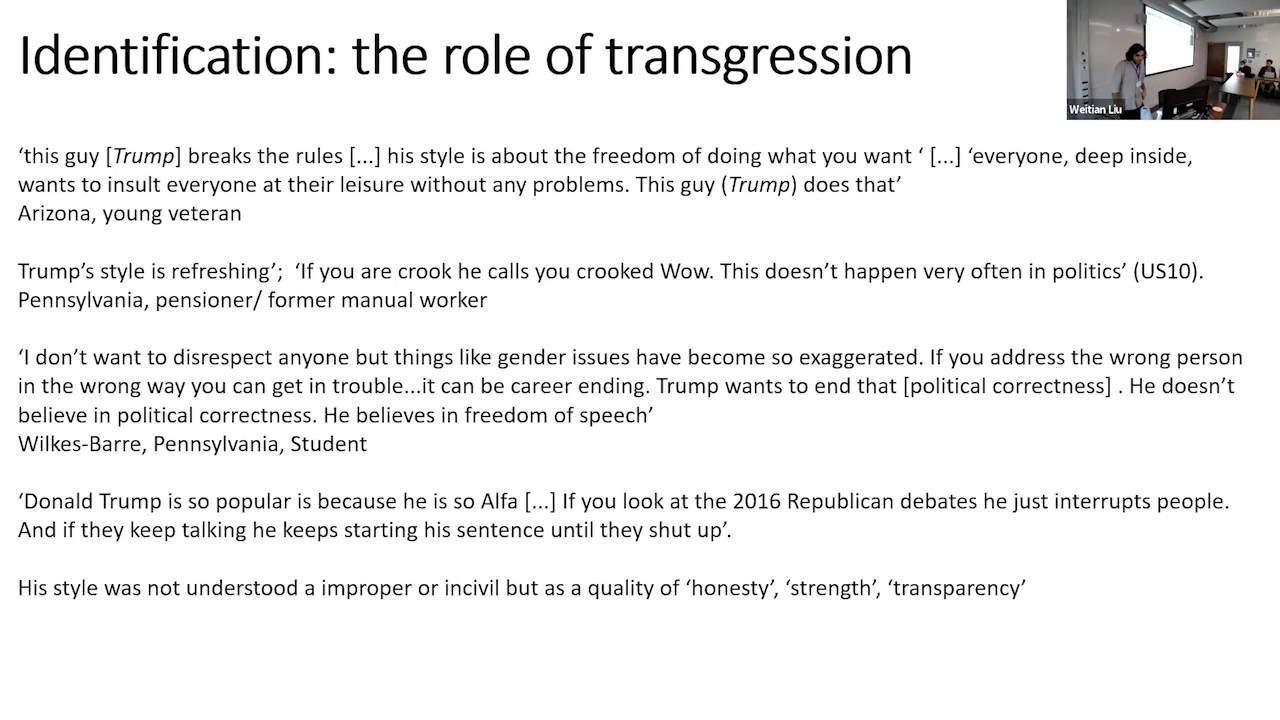 Identification: the role of transgression
Weitian Liu
‘this guy [Trump] breaks the rules [...] his style is about the freedom of doing what you want ‘ [...] ‘everyone, deep inside,
wants to insult everyone at their leisure without any problems. This guy (Trump) does that’
Arizona, young veteran
Trump’s style is refreshing’;  ‘If you are crook he calls you crooked Wow. This doesn’t happen very often in politics’ (US10).
Pennsylvania, pensioner/ former manual worker
‘I don’t want to disrespect anyone but things like gender issues have become so exaggerated. If you address the wrong person
in the wrong way you can get in trouble...it can be career ending. Trump wants to end that [political correctness] . He doesn’t
believe in political correctness. He believes in freedom of speech’
Wilkes-Barre, Pennsylvania, Student
‘Donald Trump is so popular is because he is so Alfa [...] If you look at the 2016 Republican debates he just interrupts people.
And if they keep talking he keeps starting his sentence until they shut up’.
His style was not understood a improper or incivil but as a quality of ‘honesty’, ‘strength’, ‘transparency’